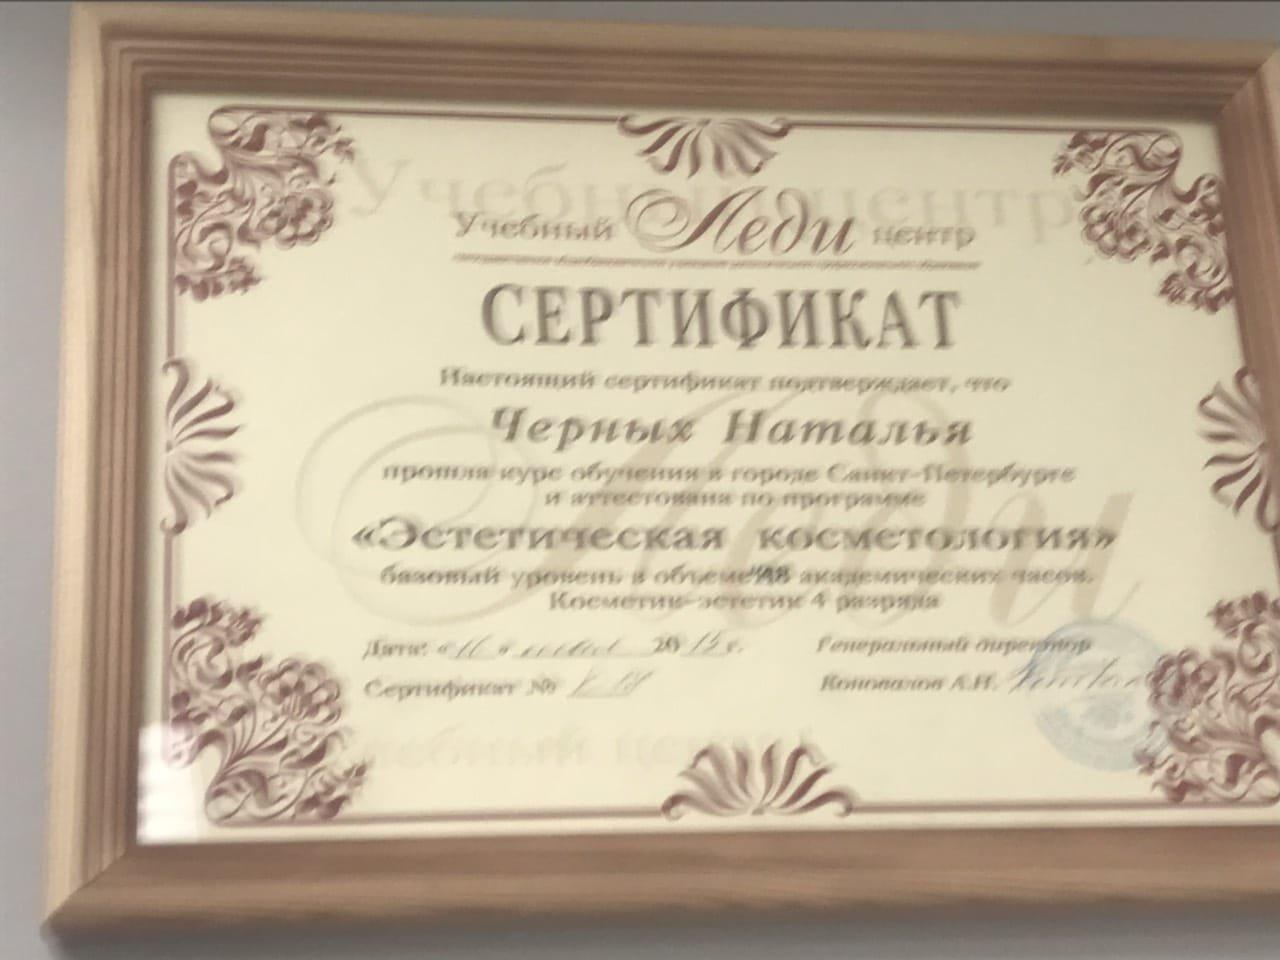 Учебный Леди центр
СЕРТИФИКАТ
Настоящий сертификат подтверждает, что
Черных Наталья
прошла курс обучения в городе Санкт-Петербурге
и аттестована по программе
«Эстетическая косметология»
базовый уровень в объеме академических часов.
Косметик-эстетик 4 разряда
Дата: 20 г. Генеральный директор
Сертификат № Коновалов А.И.